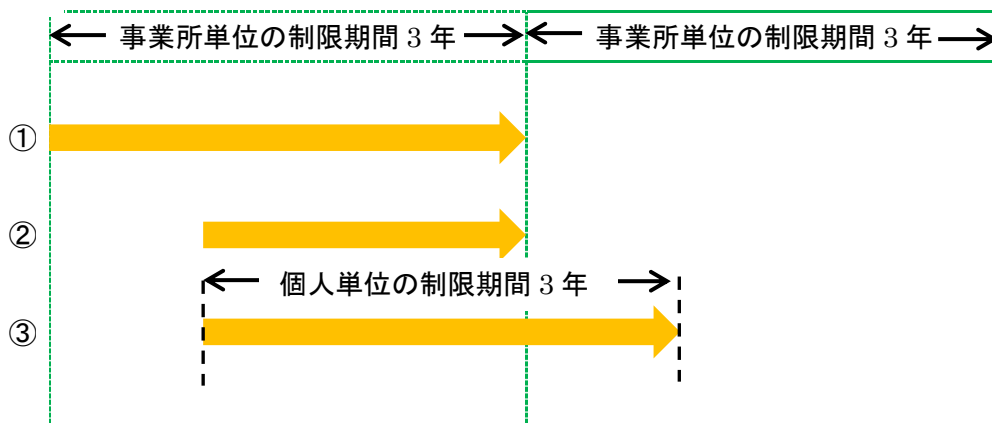 事業所単位の制限期間 3 年 事業所単位の制限期間 3 年
①
②
個人単位の制限期間 3 年
③